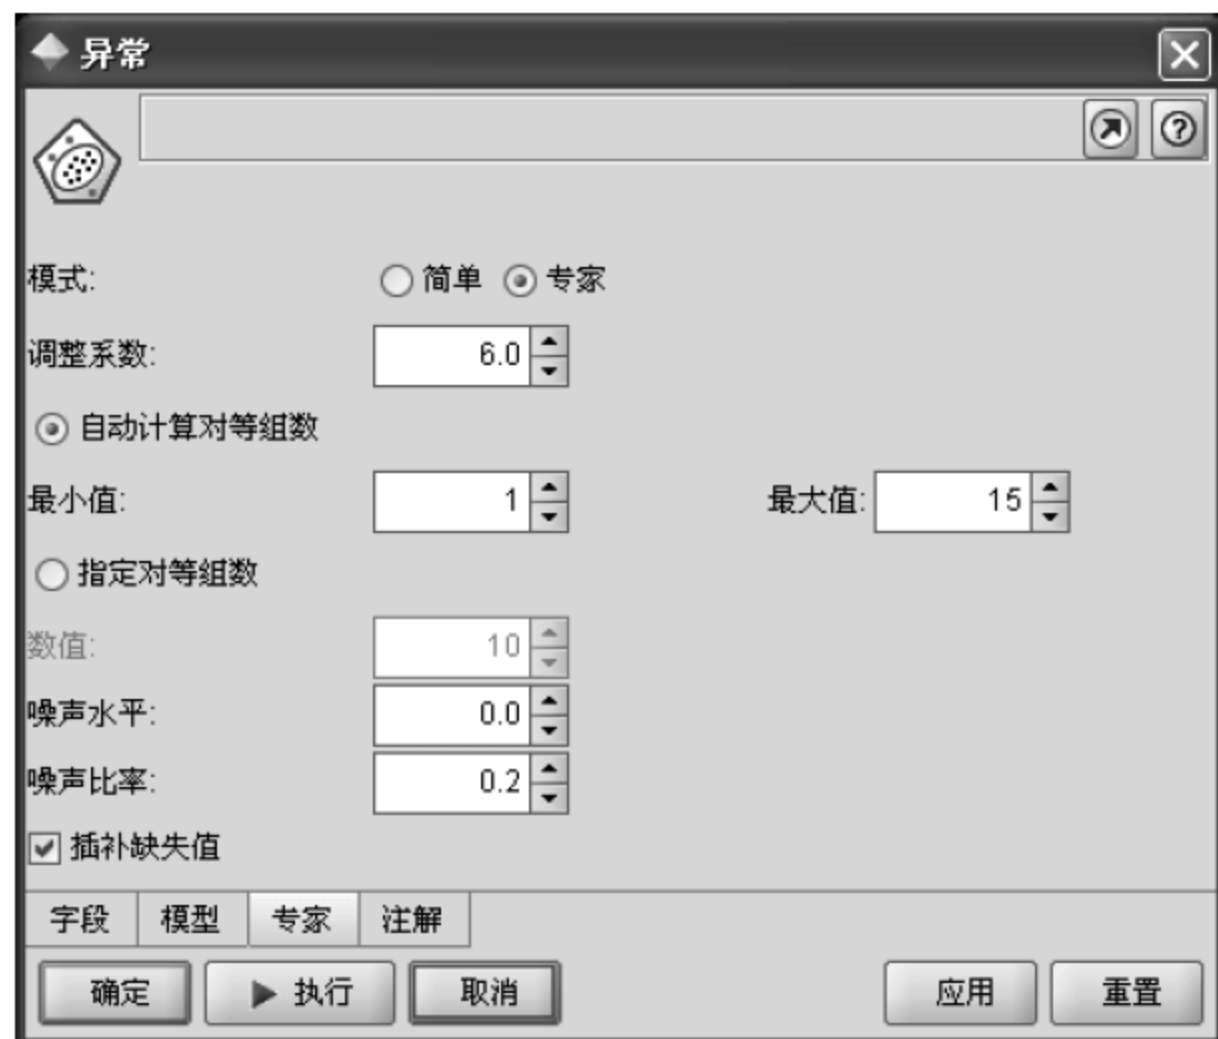 异常
模式: 简单 专家
调整系数: 6.0
自动计算对等组数
最小值: 1 最大值: 15
指定对等组数
数值: 10
噪声水平: 0.0
噪声比率: 0.2
插补缺失值
字段 模型 专家 注解
确定 执行 取消 应用 重置